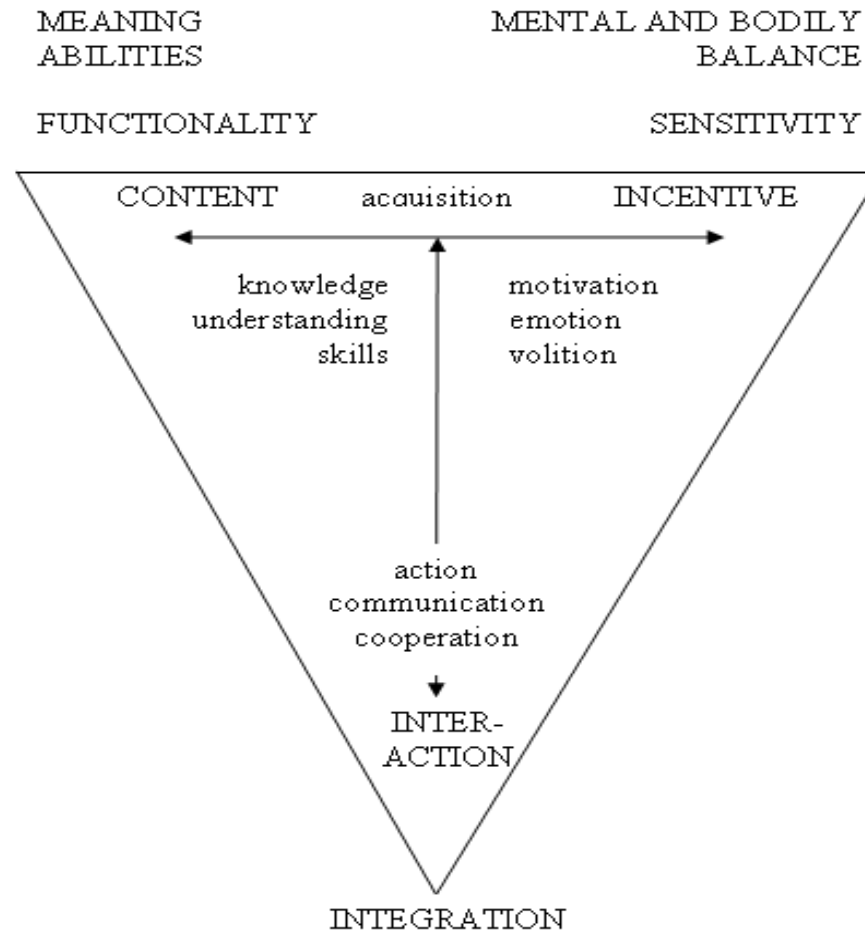 MEANING
ABILITIES
MENTAL AND BODILY
BALANCE
FUNCTIONALITY
SENSITIVITY
CONTENT
acquisition
INCENTIVE
knowledge
understanding
skills
motivation
emotion
volition
action
communication
cooperation
INTER-
ACTION
INTEGRATION